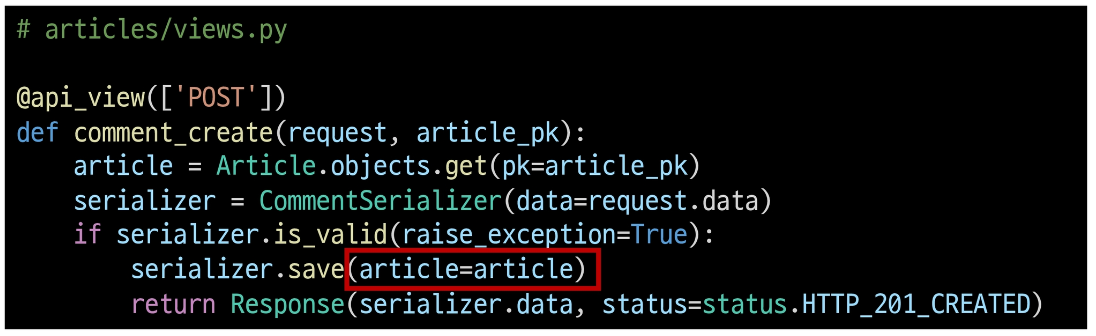 # articles/views.py
@api_view(['POST'])
def comment_create(request, article_pk):
    article = Article.objects.get(pk=article_pk)
    serializer = CommentSerializer(data=request.data)
    if serializer.is_valid(raise_exception=True):
        serializer.save(article=article)
        return Response(serializer.data, status=status.HTTP_201_CREATED)